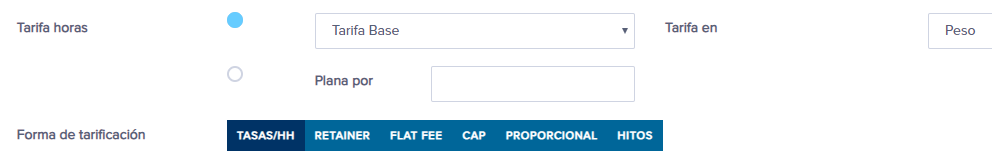 Tarifa horas Tarifa Base Tarifa en Peso
Plana por
Forma de tarificación TASAS/HH RETAINER FLAT FEE CAP PROPORCIONAL HITOS